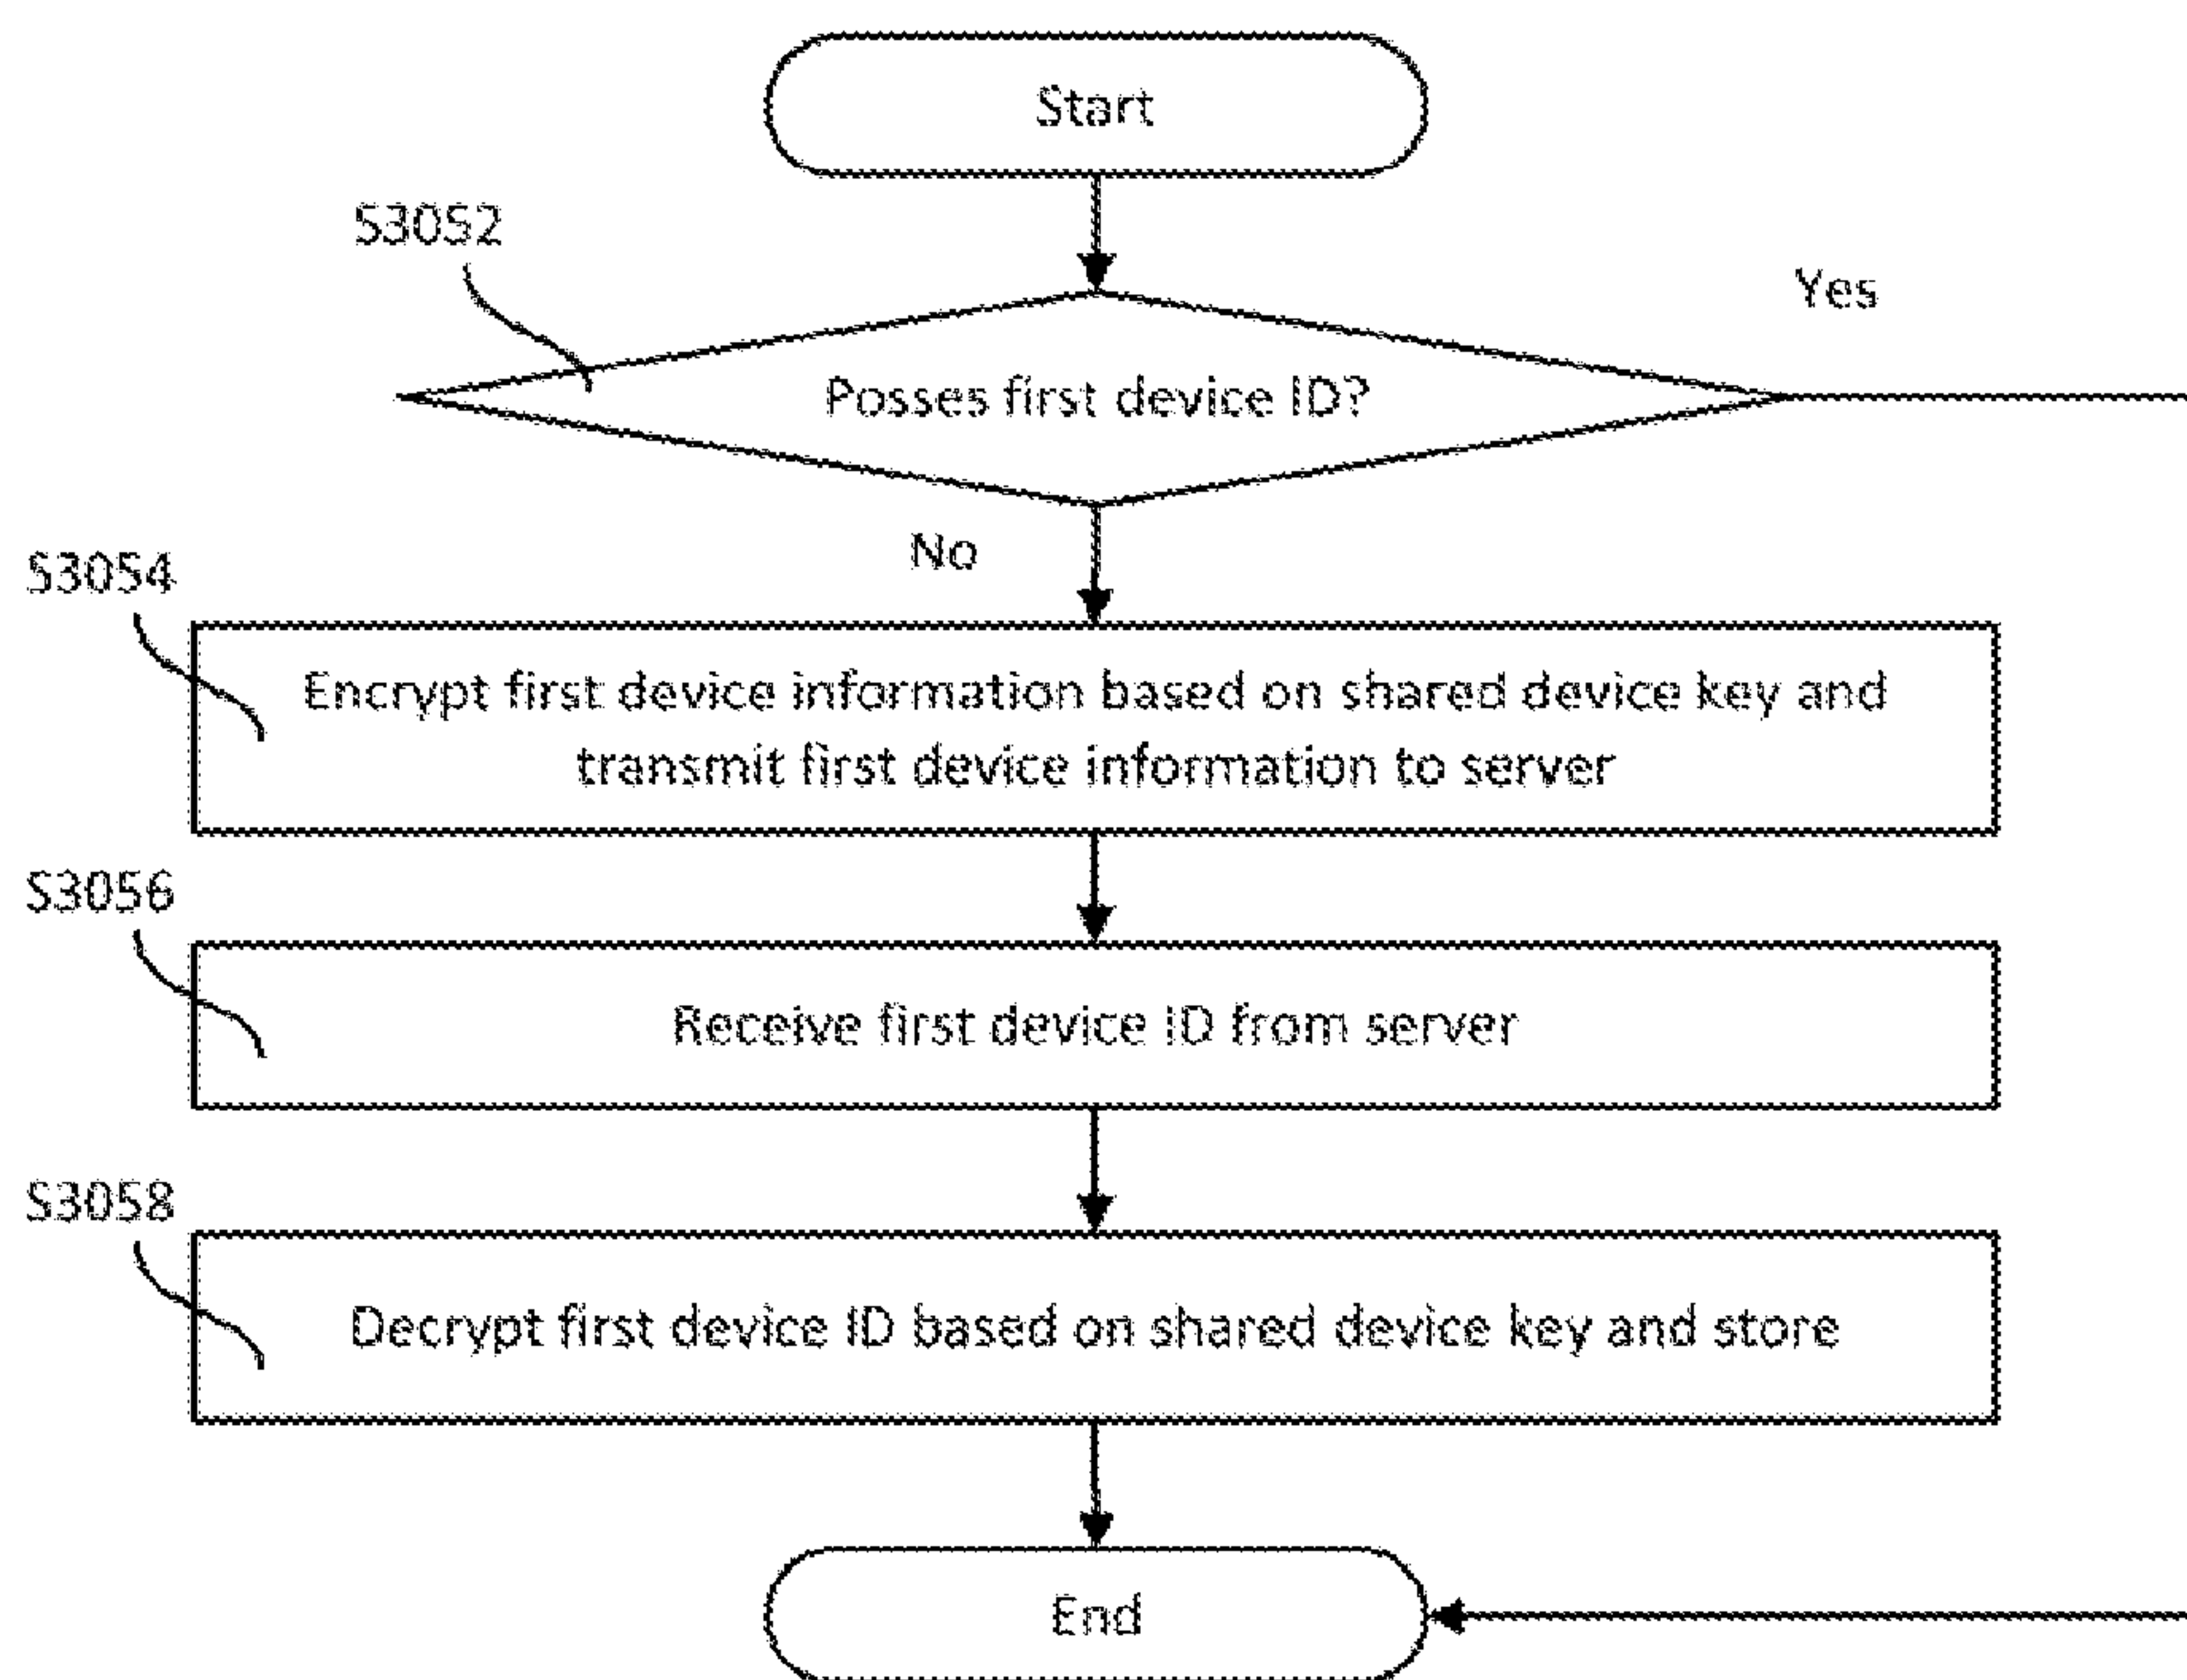 Start
S3052
Yes
Posses first device ID?
No
S3054
Encrypt first device information based on shared device key and
transmit first device information to server
S3056
Receive first device ID from server
S3058
Decrypt first device ID based on shared device key and store
End